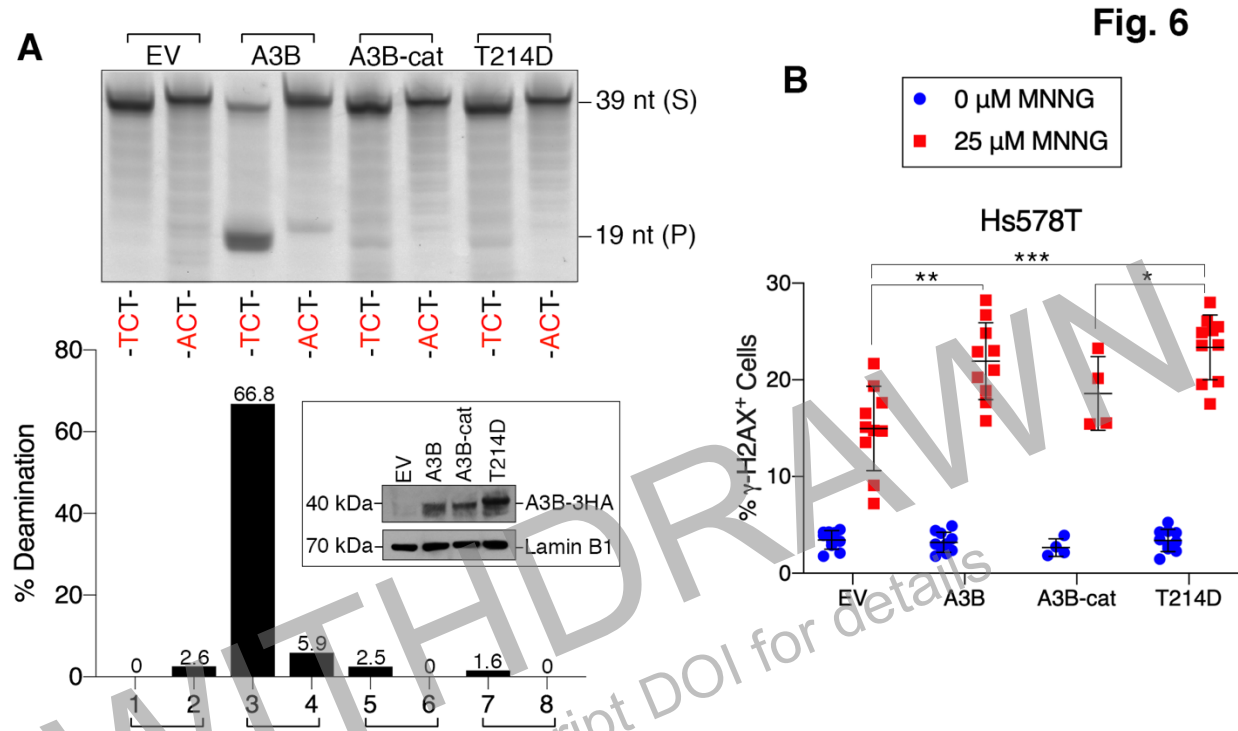 Fig. 6
A
EV A3B A3B-cat T214D
39 nt (S)
19 nt (P)
-TCT- -ACT- -TCT- -ACT- -TCT- -ACT- -TCT- -ACT-
% Deamination
80
60
40
20
0
0 2.6 66.8 5.9 2.5 0 1.6 0
1 2 3 4 5 6 7 8
EV A3B A3B-cat T214D
40 kDa A3B-3HA
70 kDa Lamin B1
B
0 µM MNNG
25 µM MNNG
Hs578T
***
** *
% γ-H2AX+ Cells
30
20
10
0
EV A3B A3B-cat T214D
WITHDRAWN
DOI for details